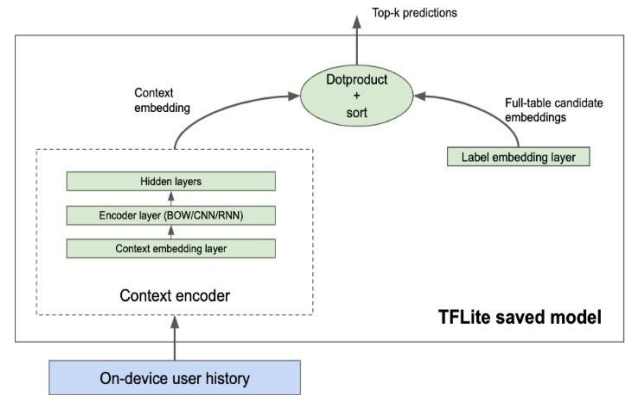 Top-k predictions
Dotproduct
+
sort
Context
embedding
Full-table candidate
embeddings
Label embedding layer
Hidden layers
Encoder layer (BOW/CNN/RNN)
Context embedding layer
Context encoder
TFLite saved model
On-device user history